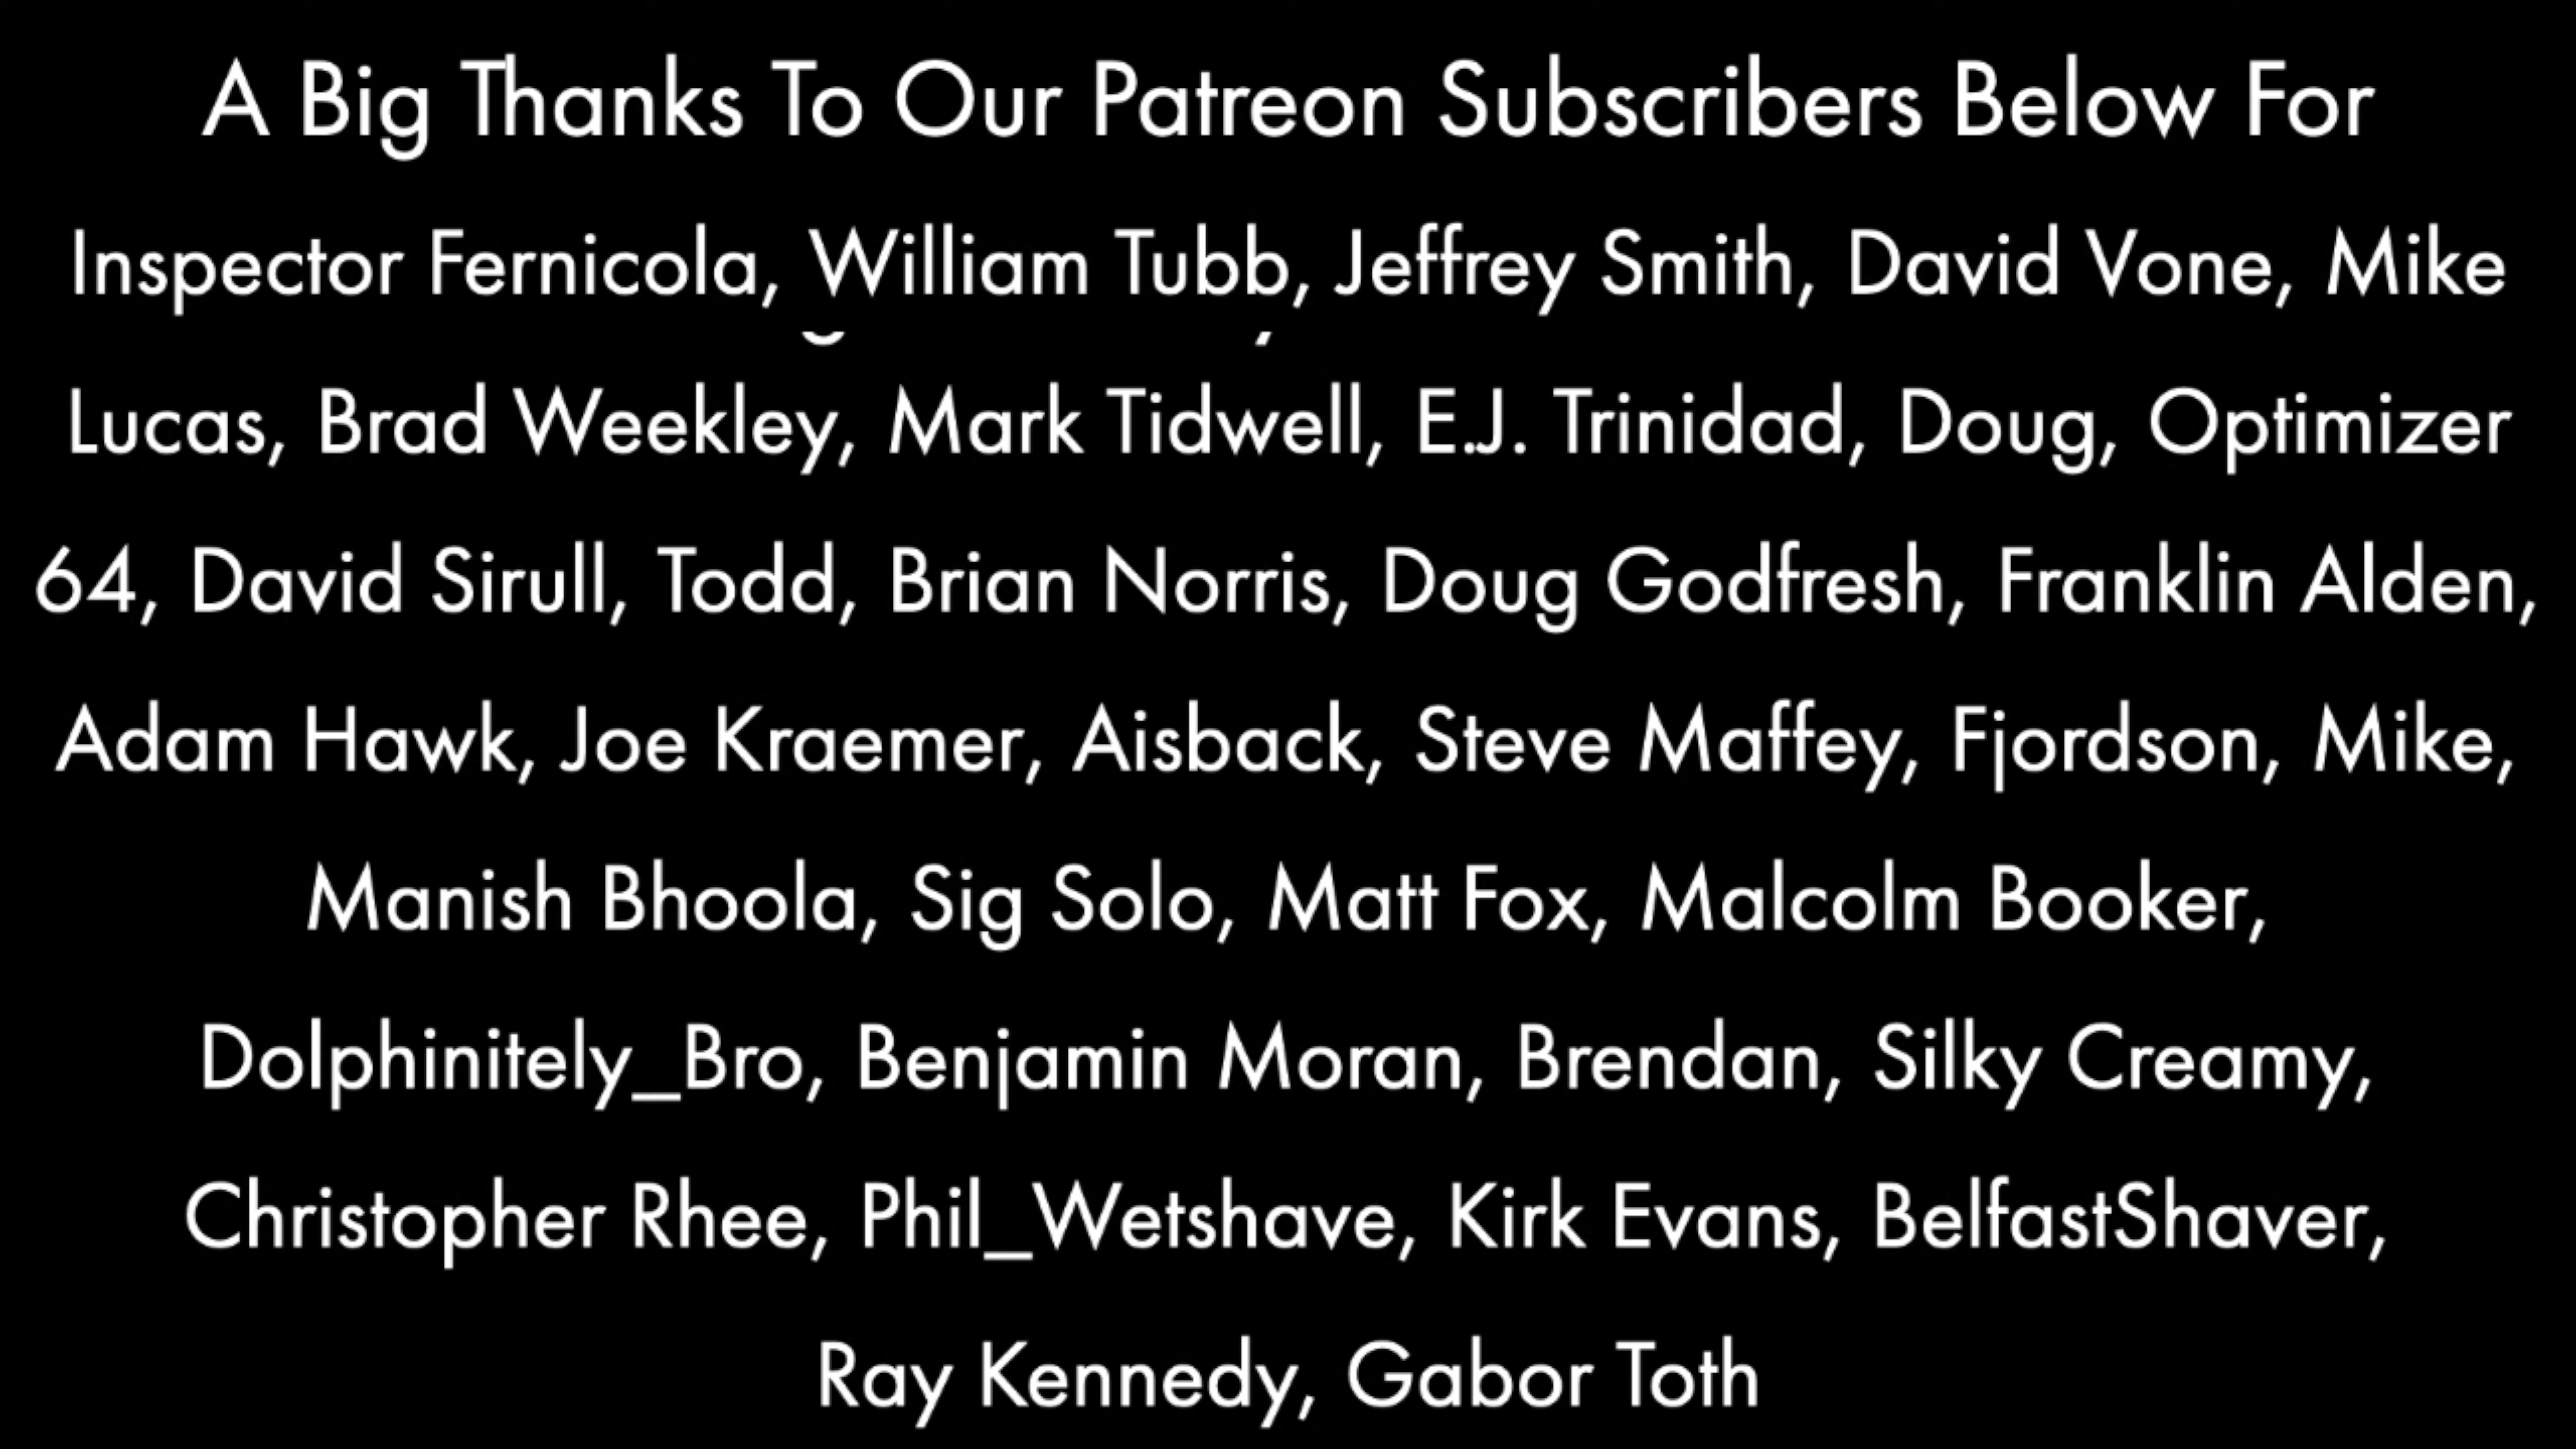 A Big Thanks To Our Patreon Subscribers Below For
Inspector Fernicola, William Tubb, Jeffrey Smith, David Vone, Mike
Lucas, Brad Weekley, Mark Tidwell, E.J. Trinidad, Doug, Optimizer
64, David Sirull, Todd, Brian Norris, Doug Godfresh, Franklin Alden,
Adam Hawk, Joe Kraemer, Aisback, Steve Maffey, Fjordson, Mike,
Manish Bhoola, Sig Solo, Matt Fox, Malcolm Booker,
Dolphinitely_Bro, Benjamin Moran, Brendan, Silky Creamy,
Christopher Rhee, Phil_Wetshave, Kirk Evans, BelfastShaver,
Ray Kennedy, Gabor Toth